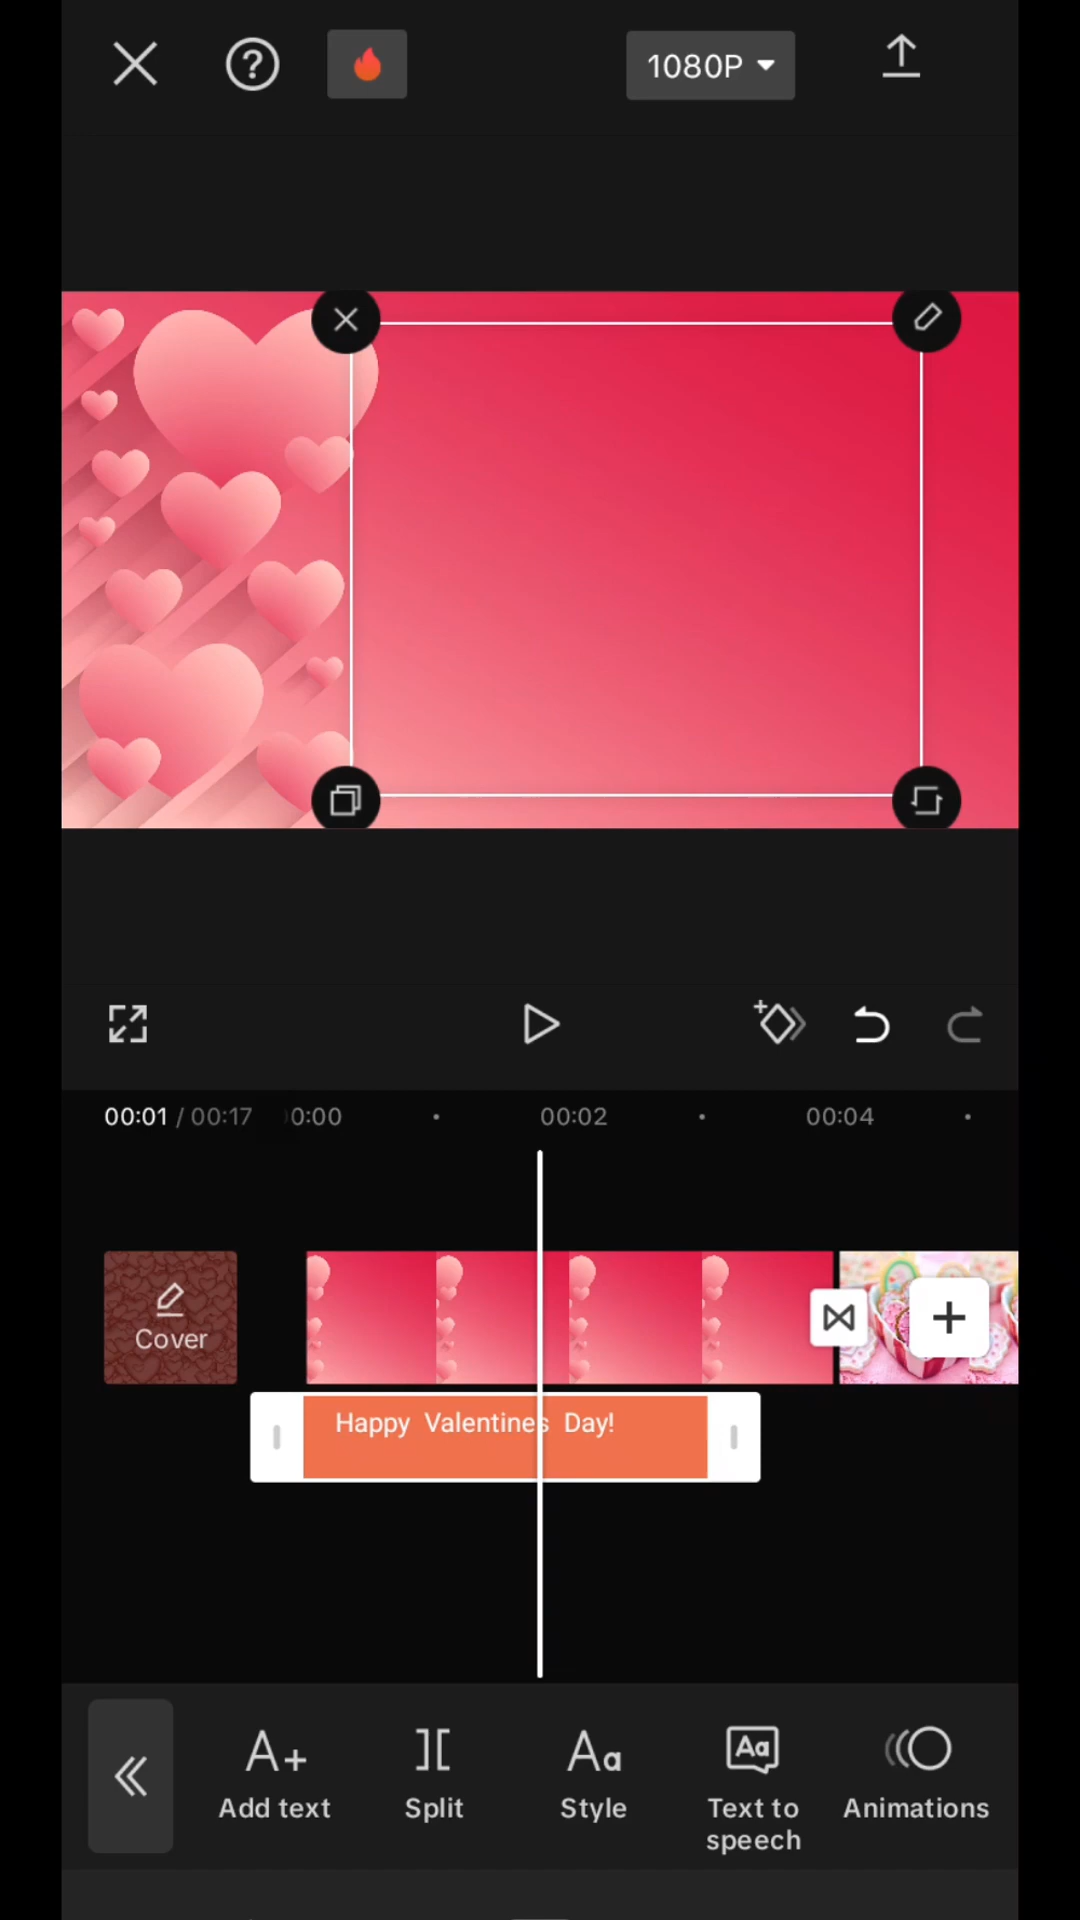 1080P
00:01 / 00:17
0:00
00:02
00:04
Cover
Happy Valentines Day!
Add text
Split
Style
Text to
speech
Animations